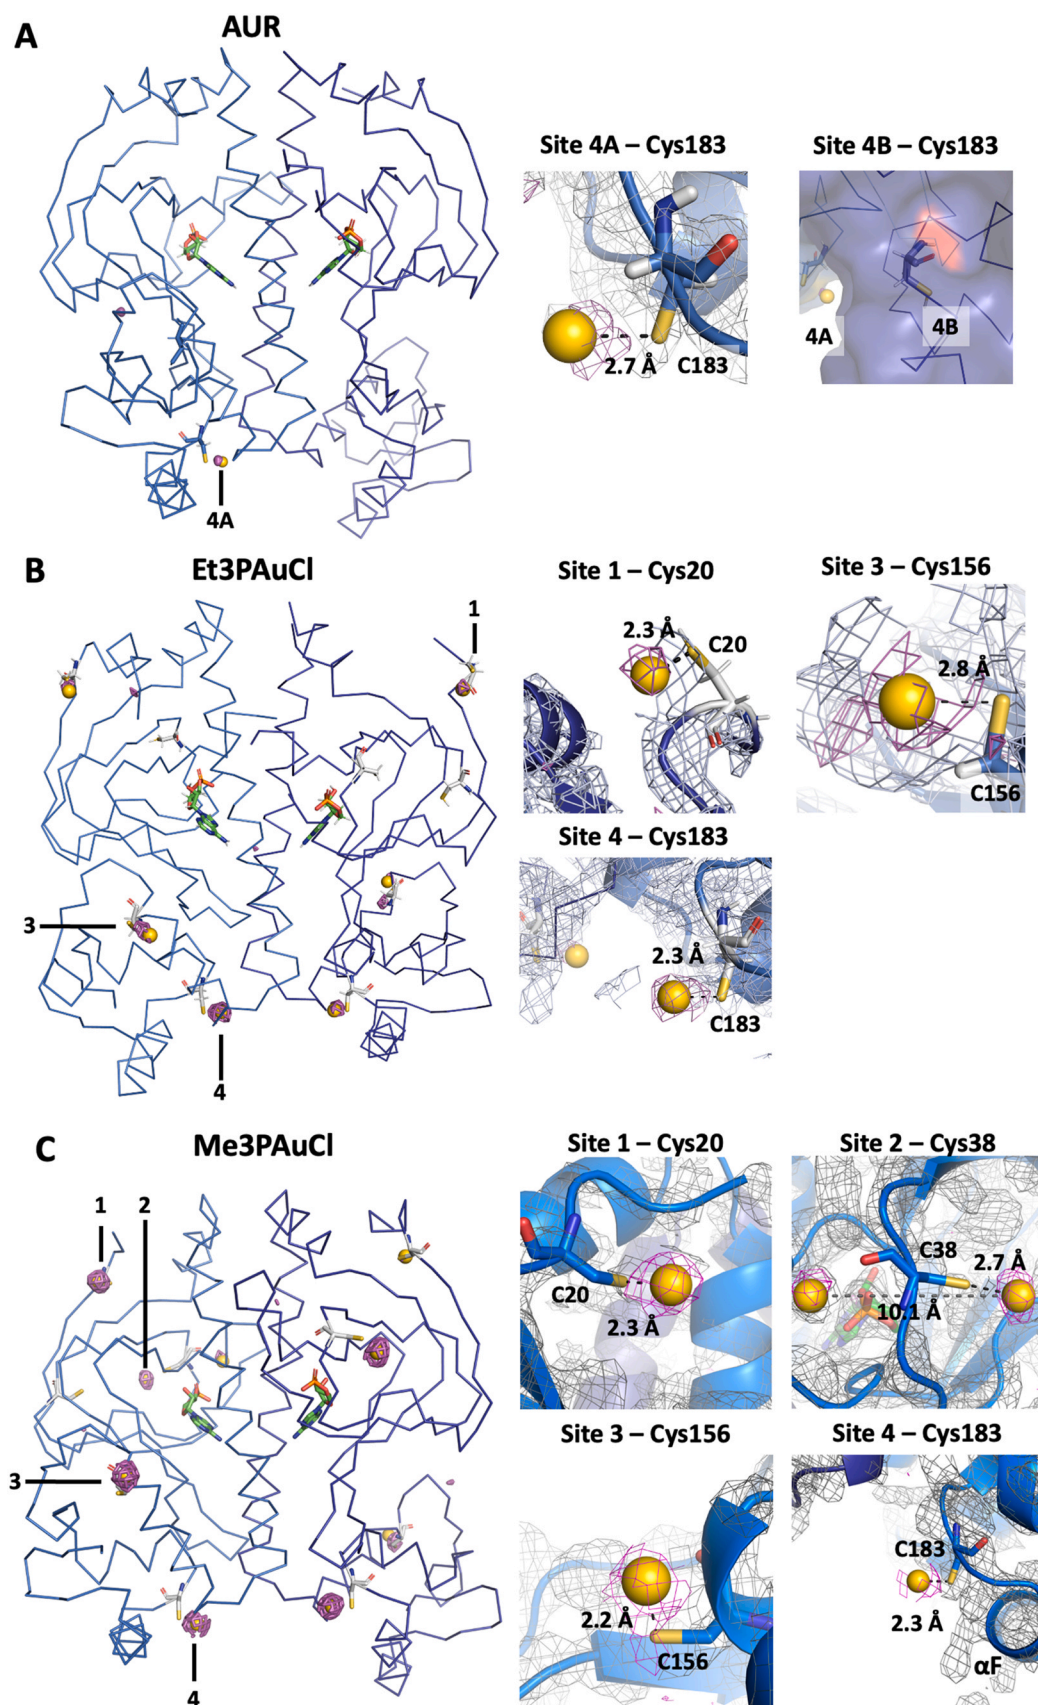 A
AUR
Site 4A – Cys183
Site 4B – Cys183
2.7 Å
C183
4A
4B
4A
B
Et3PAuCl
Site 1 – Cys20
Site 3 – Cys156
1
2.3 Å
C20
2.8 Å
C156
Site 4 – Cys183
3
2.3 Å
C183
4
C
Me3PAuCl
Site 1 – Cys20
Site 2 – Cys38
1
2
C20
2.3 Å
C38
2.7 Å
10.1 Å
Site 3 – Cys156
Site 4 – Cys183
3
2.2 Å
C156
C183
2.3 Å
αF
4